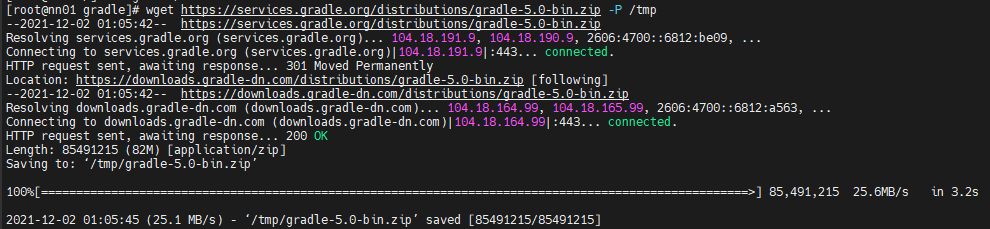 [root@nn01 gradle]# wget https://services.gradle.org/distributions/gradle-5.0-bin.zip -P /tmp
--2021-12-02 01:05:42--  https://services.gradle.org/distributions/gradle-5.0-bin.zip
Resolving services.gradle.org (services.gradle.org)... 104.18.191.9, 104.18.190.9, 2606:4700::6812:be09, ...
Connecting to services.gradle.org (services.gradle.org)|104.18.191.9|:443... connected.
HTTP request sent, awaiting response... 301 Moved Permanently
Location: https://downloads.gradle-dn.com/distributions/gradle-5.0-bin.zip [following]
--2021-12-02 01:05:42--  https://downloads.gradle-dn.com/distributions/gradle-5.0-bin.zip
Resolving downloads.gradle-dn.com (downloads.gradle-dn.com)... 104.18.164.99, 104.18.165.99, 2606:4700::6812:a563, ...
Connecting to downloads.gradle-dn.com (downloads.gradle-dn.com)|104.18.164.99|:443... connected.
HTTP request sent, awaiting response... 200 OK
Length: 85491215 (82M) [application/zip]
Saving to: ‘/tmp/gradle-5.0-bin.zip’
100%[=====================================================================================================>] 85,491,215  25.6MB/s   in 3.2s
2021-12-02 01:05:45 (25.1 MB/s) - ‘/tmp/gradle-5.0-bin.zip’ saved [85491215/85491215]